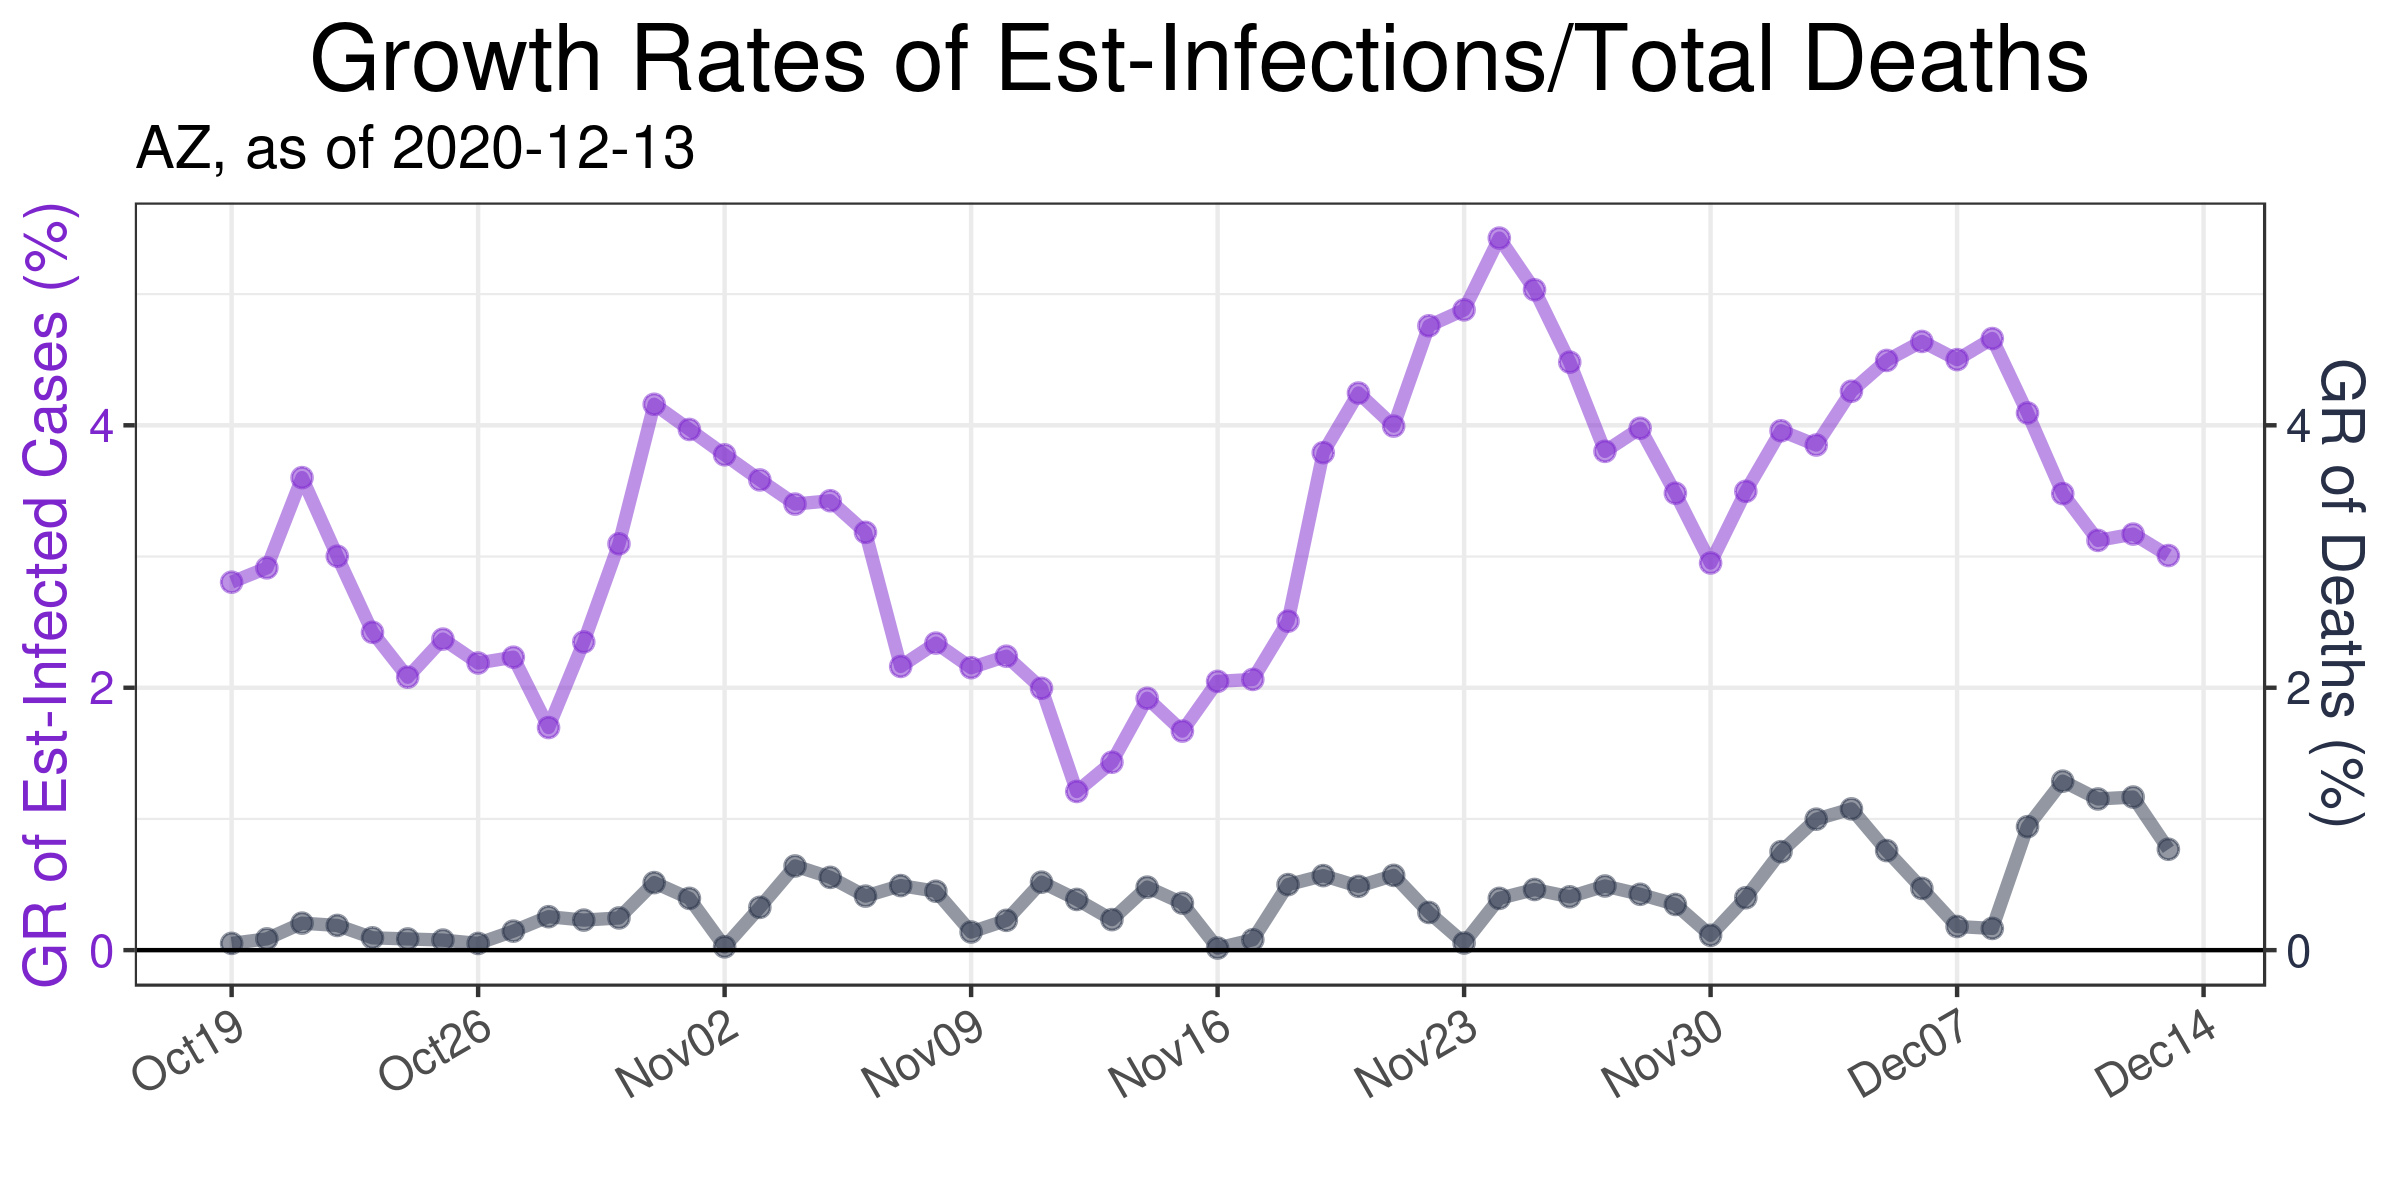 Growth Rates of Est-Infections/Total Deaths
AZ, as of 2020-12-13
GR of Est-Infected Cases (%)
4
2
0
GR of Deaths (%)
4
2
0
Oct19
Oct26
Nov02
Nov09
Nov16
Nov23
Nov30
Dec07
Dec14